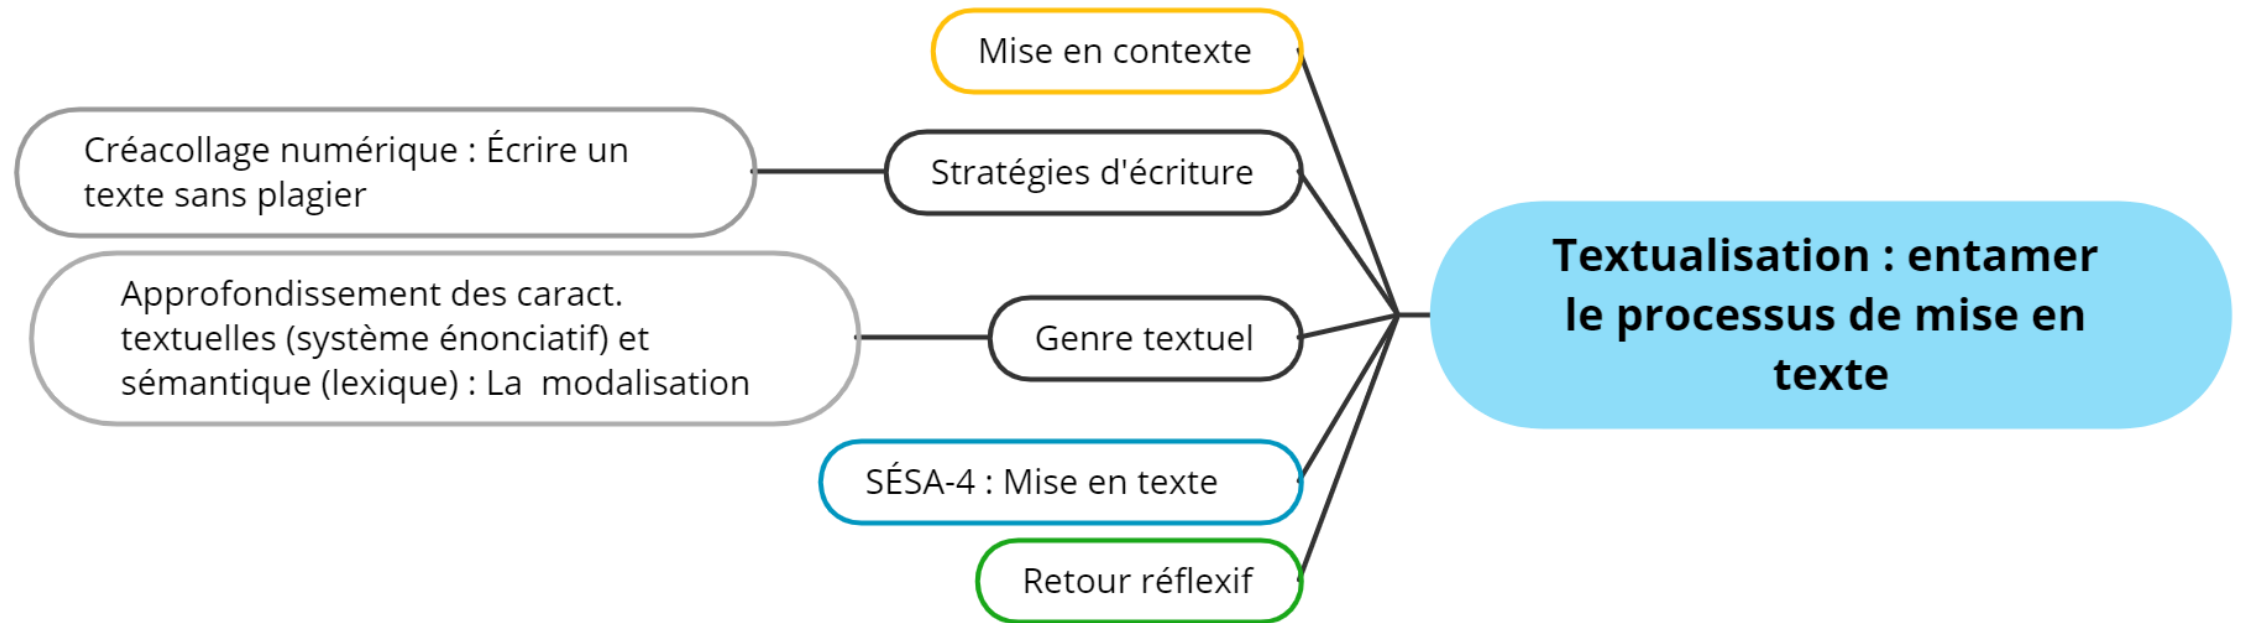 Mise en contexte
Créacollage numérique : Écrire un
texte sans plagier
Stratégies d'écriture
Approfondissement des caract.
textuelles (système énonciatif) et
sémantique (lexique) : La  modalisation
Genre textuel
SÉSA-4 : Mise en texte
Retour réflexif
Textualisation : entamer
le processus de mise en
texte